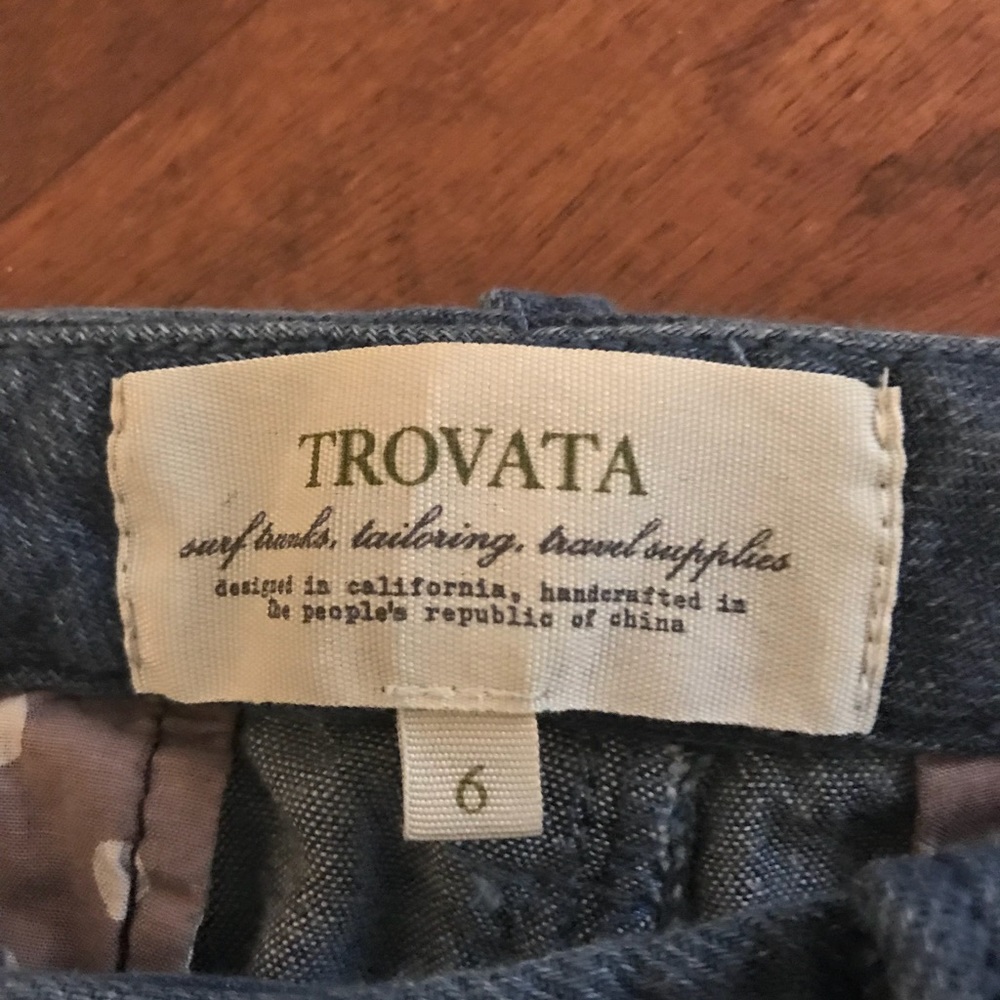 TROVATA
surf trunks, tailoring, travel supplies
designed in california, handcrafted in
the people's republic of china
6